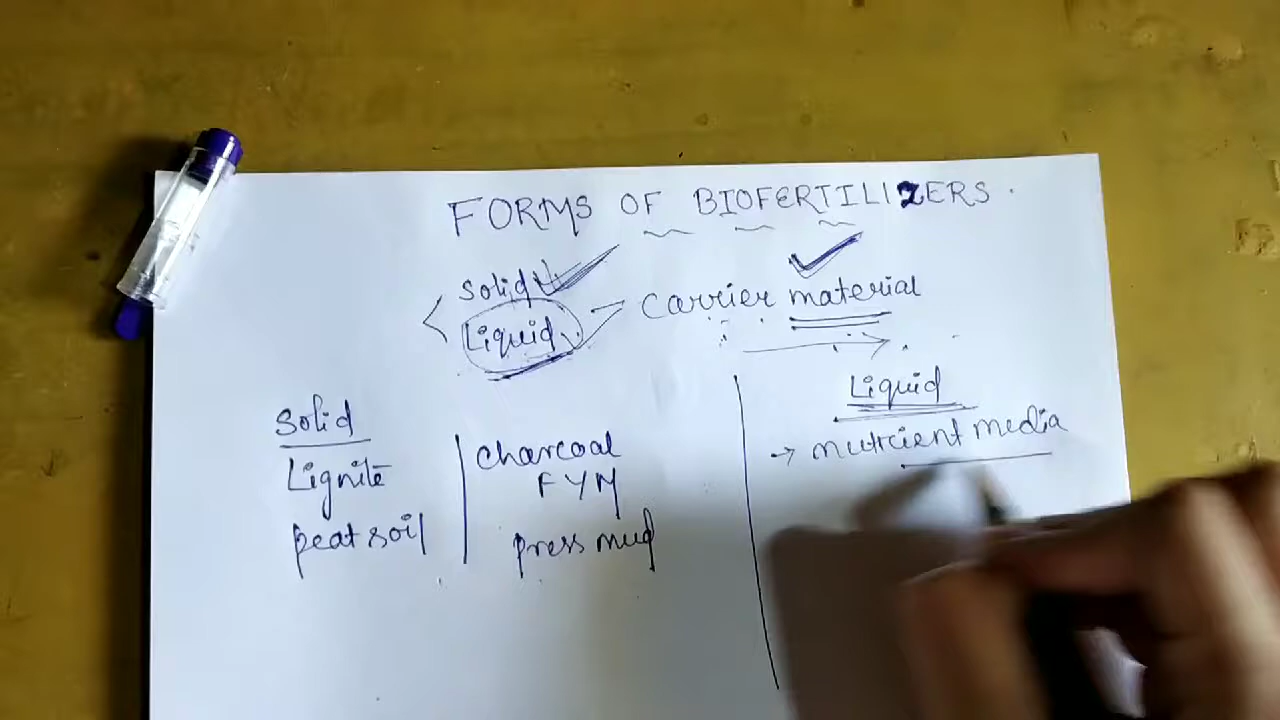 FORMS OF BIOFERTILIZERS.
Solid
Liquid
Carrier material
Solid
Lignite
peat soil
charcoal
FYM
press mud
Liquid
→ nutrient media